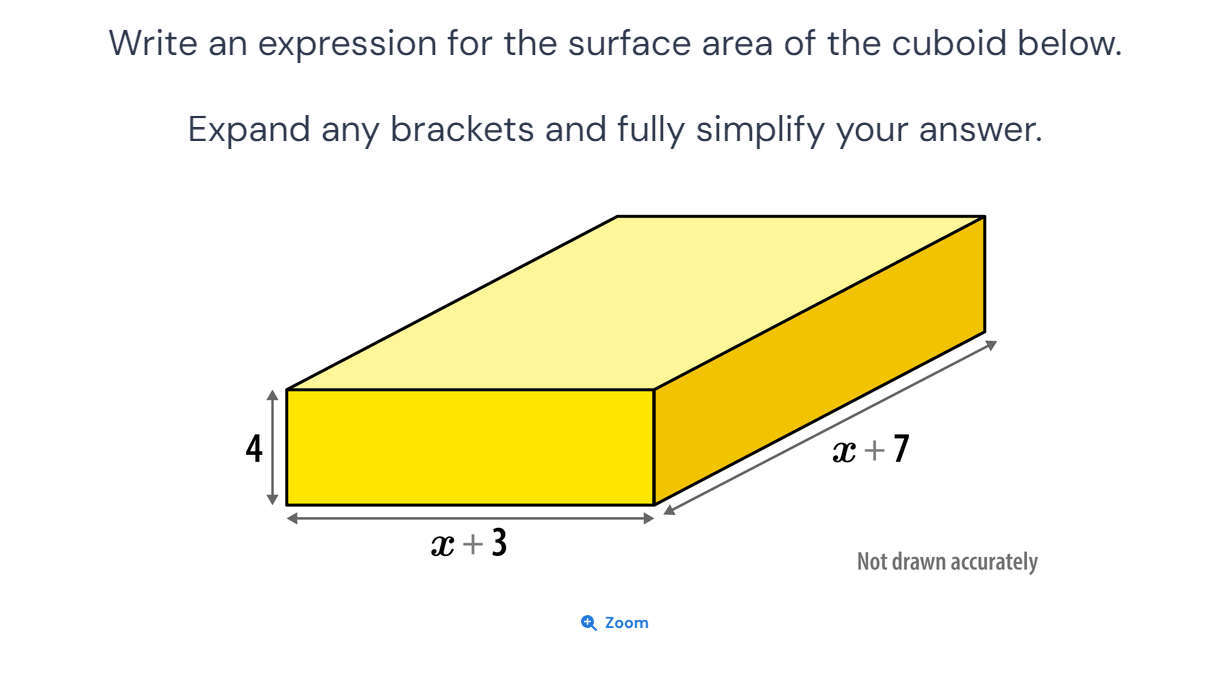 Write an expression for the surface area of the cuboid below.
Expand any brackets and fully simplify your answer.
4
x + 7
x + 3
Not drawn accurately
Zoom